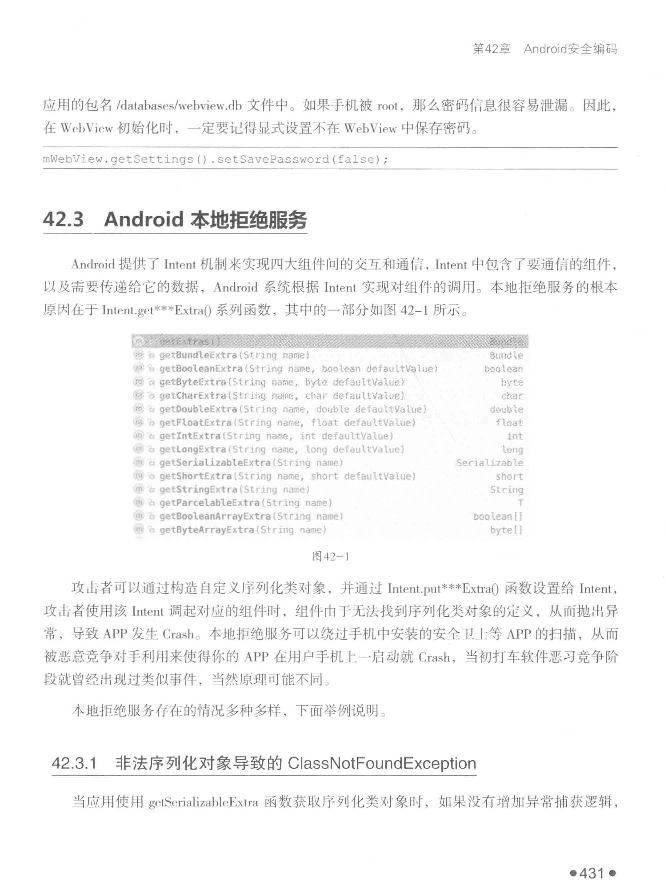 第42章 Android安全编码
应用的包名 /databases/webview.db 文件中。如果手机被 root，那么密码信息很容易泄漏。因此，
在 WebView 初始化时，一定要记得显式设置不在 WebView 中保存密码。
mWebView.getSettings().setSavePassword(false);
42.3 Android 本地拒绝服务
Android 提供了 Intent 机制来实现四大组件间的交互和通信，Intent 中包含了要通信的组件，
以及需要传递给它的数据，Android 系统根据 Intent 实现对组件的调用。本地拒绝服务的根本
原因在于 Intent.get***Extra() 系列函数，其中的一部分如图 42-1 所示。
getExtras() Bundle
getBundleExtra(String name) Bundle
getBooleanExtra(String name, boolean defaultValue) boolean
getByteExtra(String name, byte defaultValue) byte
getCharExtra(String name, char defaultValue) char
getDoubleExtra(String name, double defaultValue) double
getFloatExtra(String name, float defaultValue) float
getIntExtra(String name, int defaultValue) int
getLongExtra(String name, long defaultValue) long
getSerializableExtra(String name) Serializable
getShortExtra(String name, short defaultValue) short
getStringExtra(String name) String
getParcelableExtra(String name) T
getBooleanArrayExtra(String name) boolean[]
getByteArrayExtra(String name) byte[]
图42-1
攻击者可以通过构造自定义序列化类对象，并通过 Intent.put***Extra() 函数设置给 Intent，
攻击者使用该 Intent 调起对应的组件时，组件由于无法找到序列化类对象的定义，从而抛出异
常，导致 APP 发生 Crash。本地拒绝服务可以绕过手机中安装的安全卫士等 APP 的扫描，从而
被恶意竞争对手利用来使得你的 APP 在用户手机上一启动就 Crash，当初打车软件恶习竞争阶
段就曾经出现过类似事件，当然原理可能不同。
本地拒绝服务存在的情况多种多样，下面举例说明。
42.3.1 非法序列化对象导致的 ClassNotFoundException
当应用使用 getSerializableExtra 函数获取序列化类对象时，如果没有增加异常捕获逻辑，
●431●